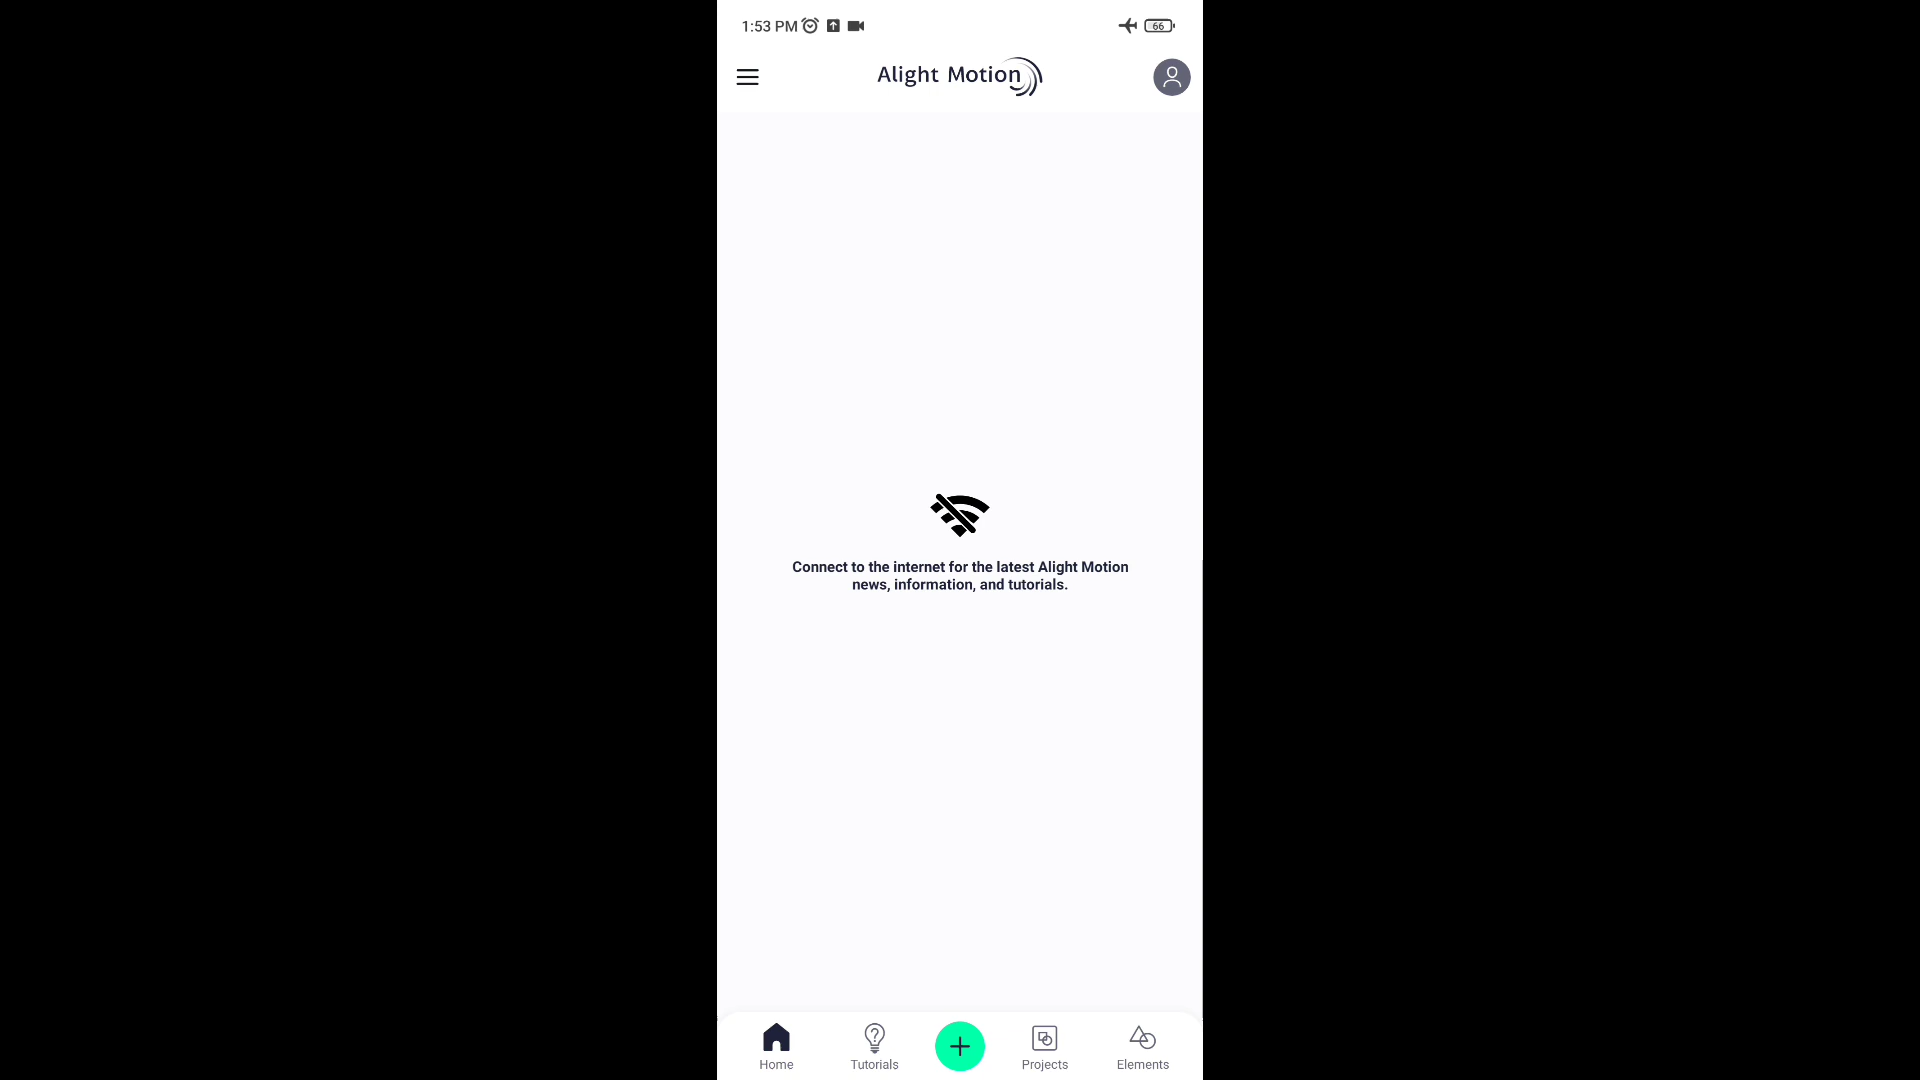 1:53 PM
66
Alight Motion
Connect to the internet for the latest Alight Motion
news, information, and tutorials.
Home
Tutorials
Projects
Elements